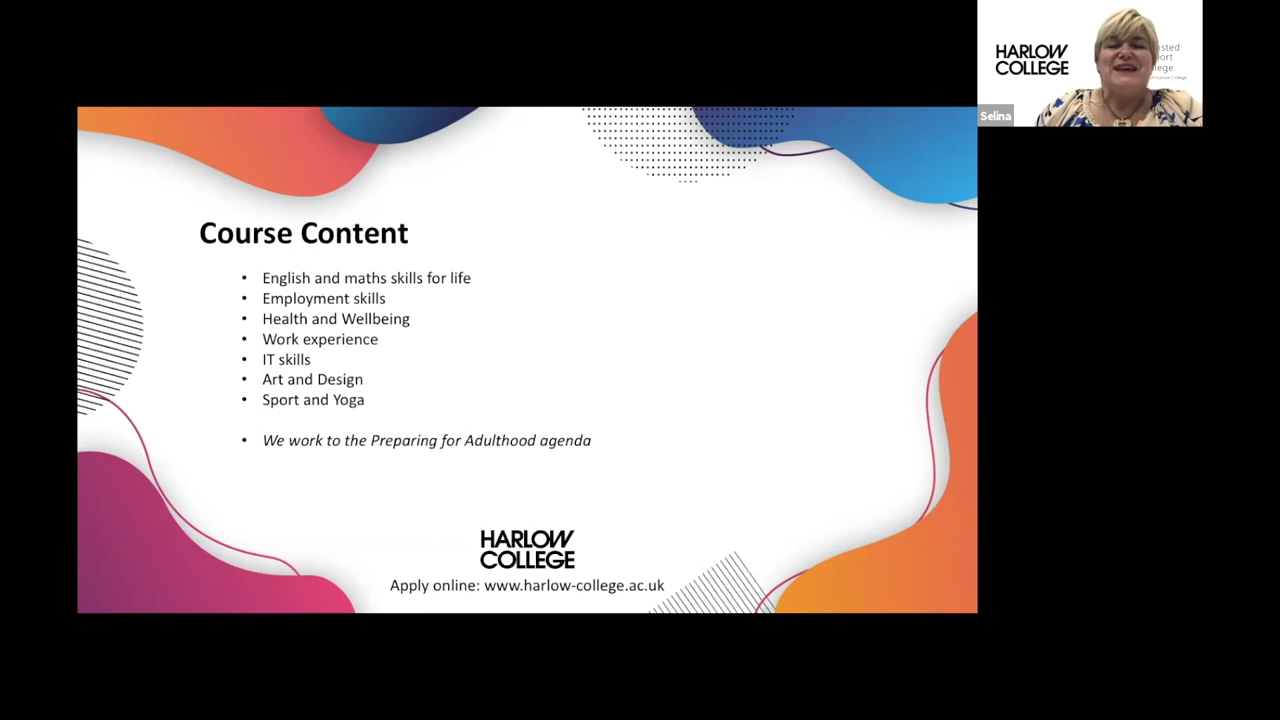 HARLOW
COLLEGE
Selina
Course Content
• English and maths skills for life
• Employment skills
• Health and Wellbeing
• Work experience
• IT skills
• Art and Design
• Sport and Yoga
• We work to the Preparing for Adulthood agenda
HARLOW
COLLEGE
Apply online: www.harlow-college.ac.uk